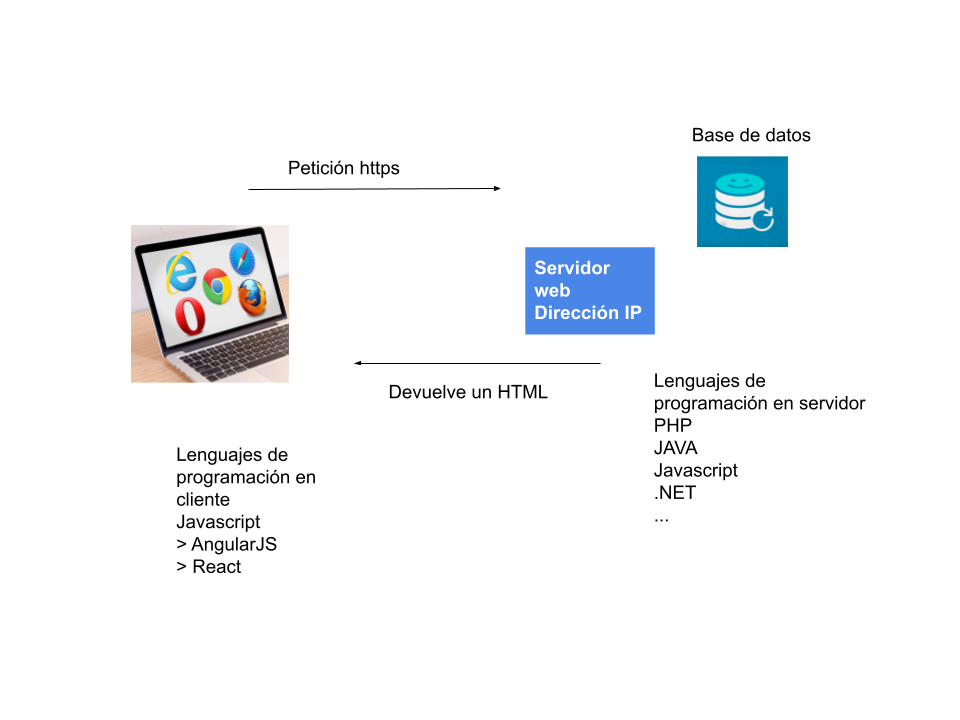 Base de datos
Petición https
Servidor
web
Dirección IP
Devuelve un HTML
Lenguajes de
programación en servidor
PHP
JAVA
Javascript
.NET
...
Lenguajes de
programación en
cliente
Javascript
> AngularJS
> React